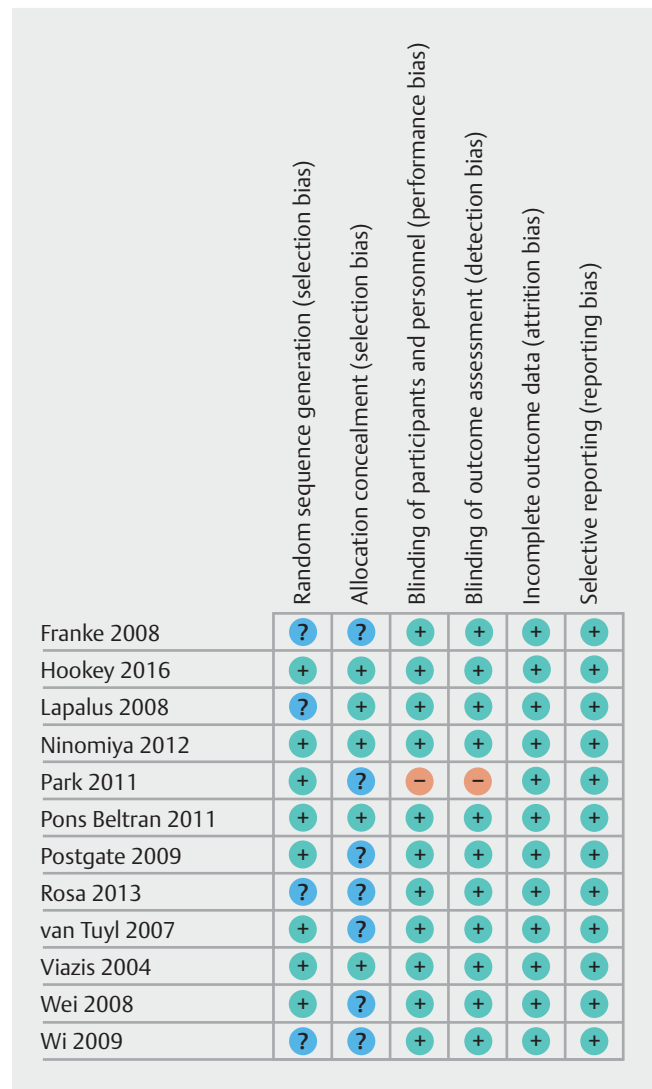 Random sequence generation (selection bias)
Allocation concealment (selection bias)
Blinding of participants and personnel (performance bias)
Blinding of outcome assessment (detection bias)
Incomplete outcome data (attrition bias)
Selective reporting (reporting bias)
Franke 2008 ? ? + + + +
Hookey 2016 + + + + + +
Lapalus 2008 ? + + + + +
Ninomiya 2012 + + + + + +
Park 2011 + ? − − + +
Pons Beltran 2011 + + + + + +
Postgate 2009 + ? + + + +
Rosa 2013 ? ? + + + +
van Tuyl 2007 + ? + + + +
Viazis 2004 + + + + + +
Wei 2008 + ? + + + +
Wi 2009 ? ? + + + +